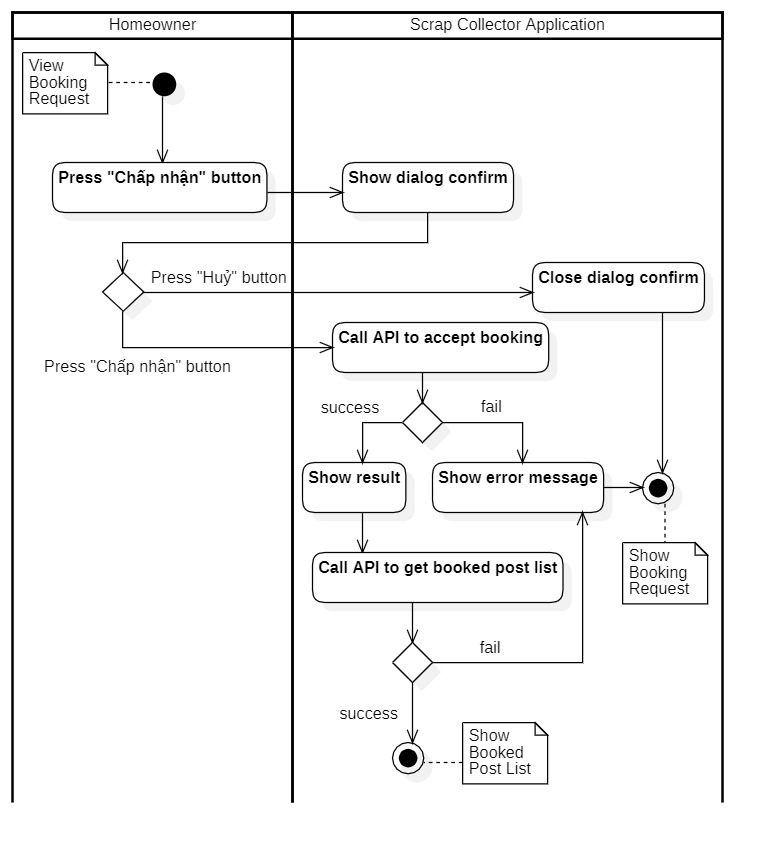 Homeowner
Scrap Collector Application
View
Booking
Request
Press "Chấp nhận" button
Show dialog confirm
Press "Huỷ" button
Close dialog confirm
Call API to accept booking
Press "Chấp nhận" button
success
fail
Show result
Show error message
Show
Booking
Request
Call API to get booked post list
fail
success
Show
Booked
Post List